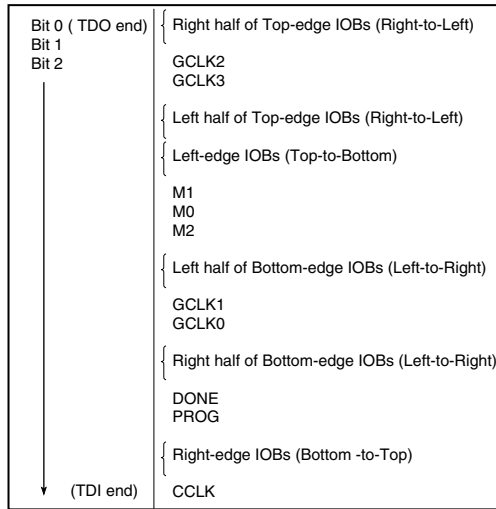 Bit 0 ( TDO end)
Bit 1
Bit 2
Right half of Top-edge IOBs (Right-to-Left)
GCLK2
GCLK3
Left half of Top-edge IOBs (Right-to-Left)
Left-edge IOBs (Top-to-Bottom)
M1
M0
M2
Left half of Bottom-edge IOBs (Left-to-Right)
GCLK1
GCLK0
Right half of Bottom-edge IOBs (Left-to-Right)
DONE
PROG
Right-edge IOBs (Bottom -to-Top)
(TDI end)
CCLK